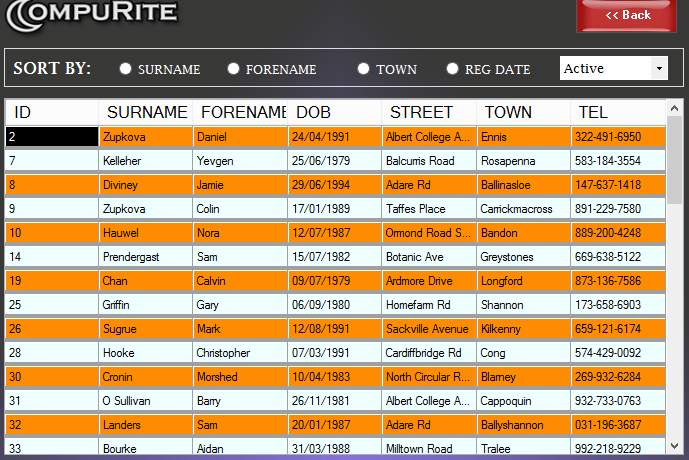 COMPURITE
<< Back
SORT BY: SURNAME FORENAME TOWN REG DATE Active
ID SURNAME FORENAME DOB STREET TOWN TEL
2 Zupkova Daniel 24/04/1991 Albert College A... Ennis 322-491-6950
7 Kelleher Yevgen 25/06/1979 Balcurris Road Rosapenna 583-184-3554
8 Diviney Jamie 29/06/1994 Adare Rd Ballinasloe 147-637-1418
9 Zupkova Colin 17/01/1989 Taffes Place Carrickmacross 891-229-7580
10 Hauwel Nora 12/07/1987 Ormond Road S... Bandon 889-200-4248
14 Prendergast Sam 15/07/1982 Botanic Ave Greystones 669-638-5122
19 Chan Calvin 09/07/1979 Ardmore Drive Longford 873-136-7586
25 Griffin Gary 06/09/1980 Homefarm Rd Shannon 173-658-6903
26 Sugrue Mark 12/08/1991 Sackville Avenue Kilkenny 659-121-6174
28 Hooke Christopher 07/03/1991 Cardiffbridge Rd Cong 574-429-0092
30 Cronin Morshed 10/04/1983 North Circular R... Blarney 269-932-6284
31 O Sullivan Barry 26/11/1981 Albert College A... Cappoquin 932-733-0763
32 Landers Sam 20/01/1987 Adare Rd Ballyshannon 031-196-3687
33 Bourke Aidan 31/03/1988 Milltown Road Tralee 992-218-9229